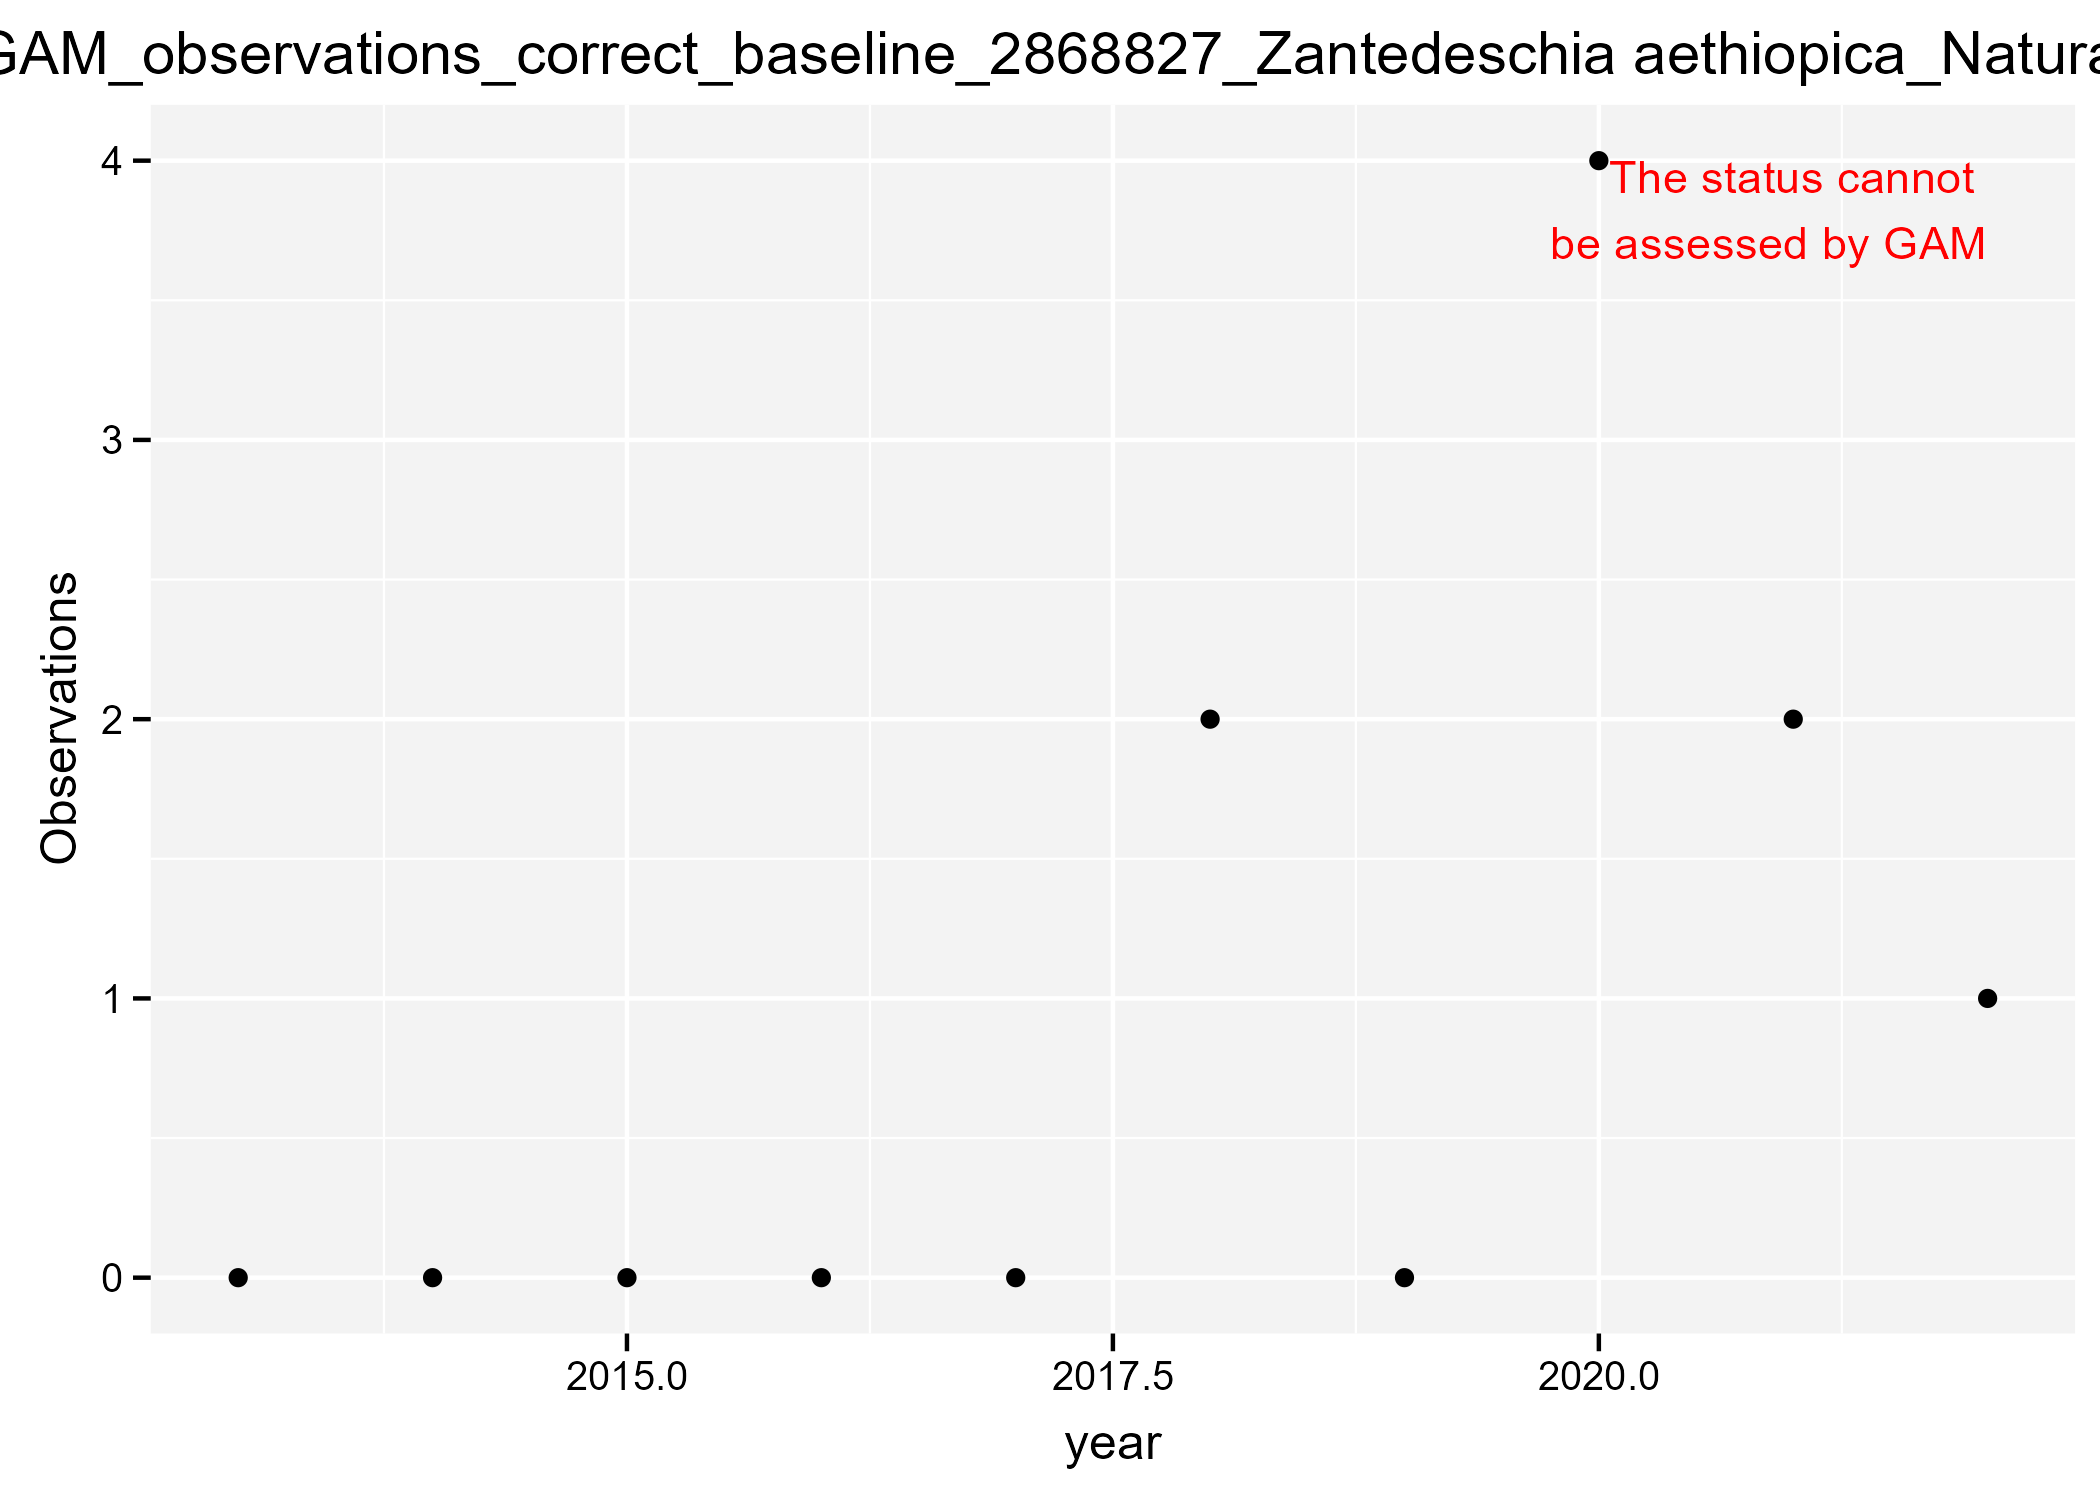 GAM_observations_correct_baseline_2868827_Zantedeschia aethiopica_Natura
4
The status cannot
be assessed by GAM
3
2
1
0
Observations
2015.0
2017.5
2020.0
year